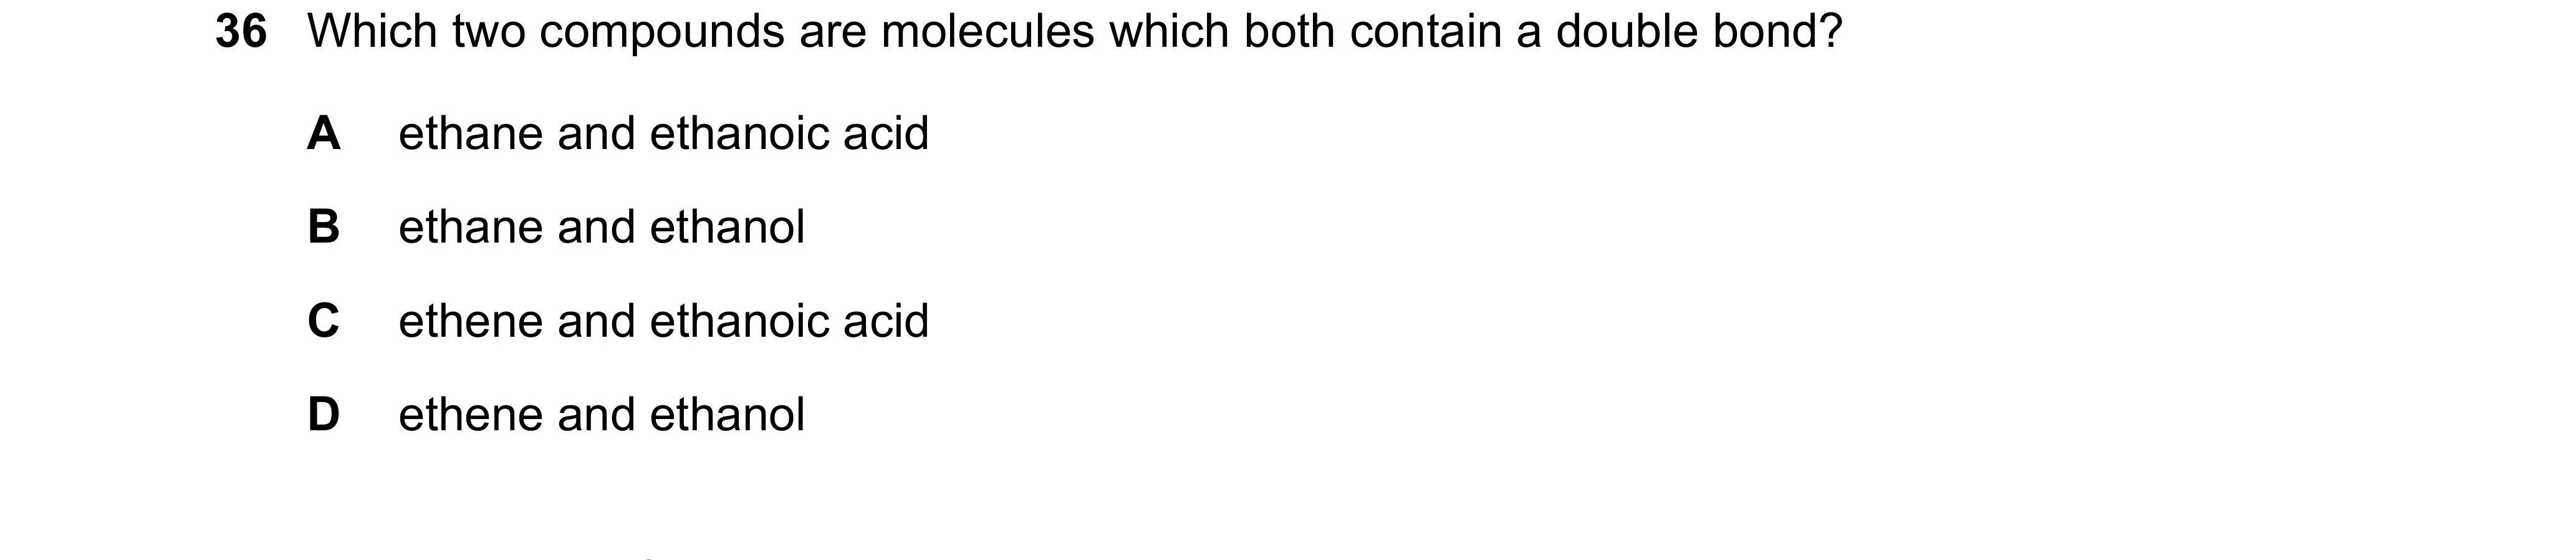 36 Which two compounds are molecules which both contain a double bond?
A ethane and ethanoic acid
B ethane and ethanol
C ethene and ethanoic acid
D ethene and ethanol